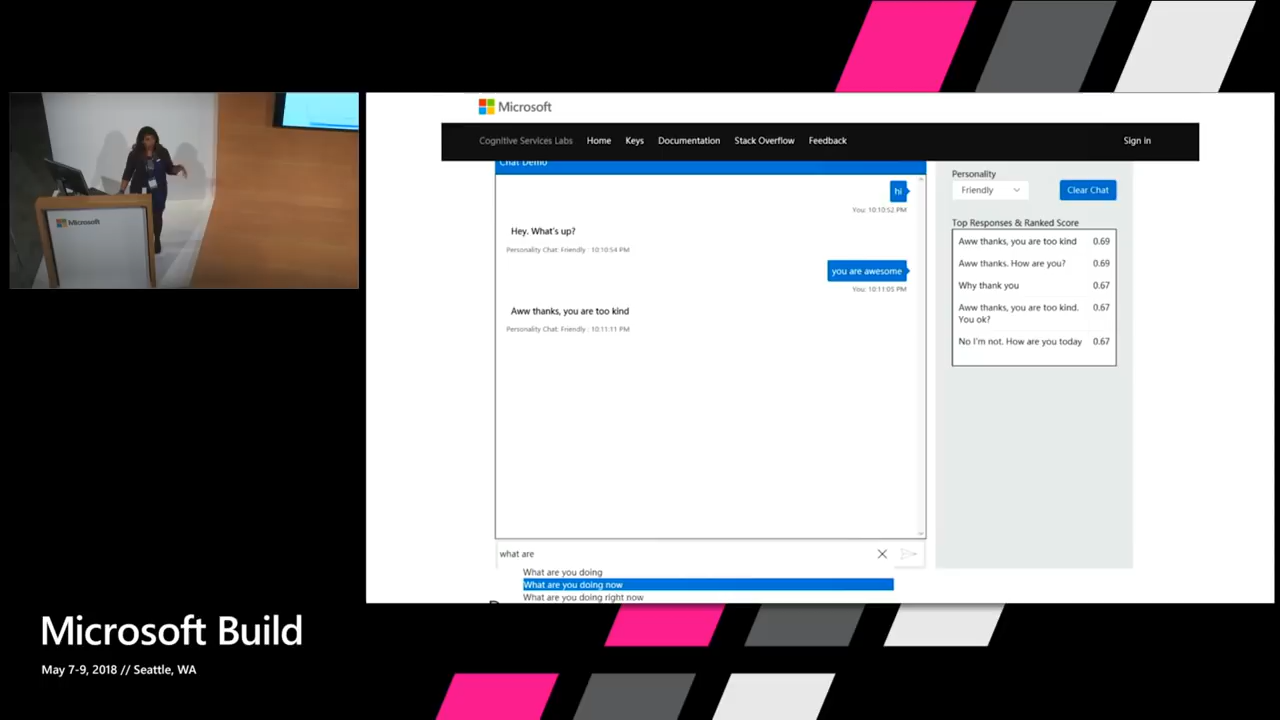 Microsoft
Microsoft
Cognitive Services Labs Home Keys Documentation Stack Overflow Feedback Sign in
Chat Demo
hi
You: 10:10:52 PM
Hey. What's up?
Personality Chat: Friendly : 10:10:54 PM
you are awesome
You: 10:11:05 PM
Aww thanks, you are too kind
Personality Chat: Friendly : 10:11:11 PM
what are
What are you doing
What are you doing now
What are you doing right now
Personality
Friendly
Clear Chat
Top Responses & Ranked Score
Aww thanks, you are too kind 0.69
Aww thanks. How are you? 0.69
Why thank you 0.67
Aww thanks, you are too kind. 0.67
You ok?
No I'm not. How are you today 0.67
Microsoft Build
May 7-9, 2018 // Seattle, WA